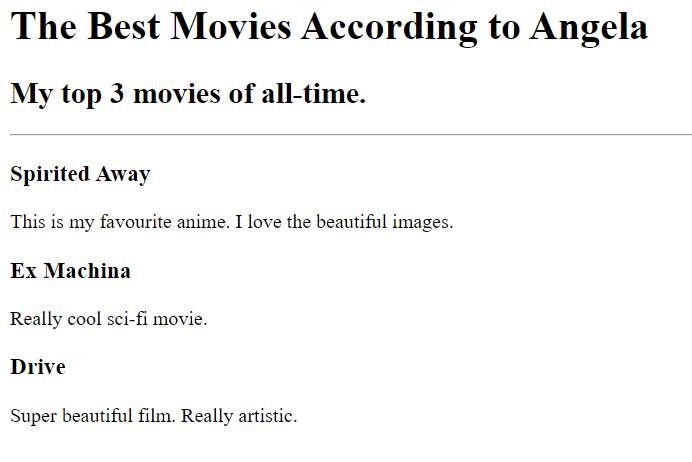 The Best Movies According to Angela
My top 3 movies of all-time.
Spirited Away
This is my favourite anime. I love the beautiful images.
Ex Machina
Really cool sci-fi movie.
Drive
Super beautiful film. Really artistic.